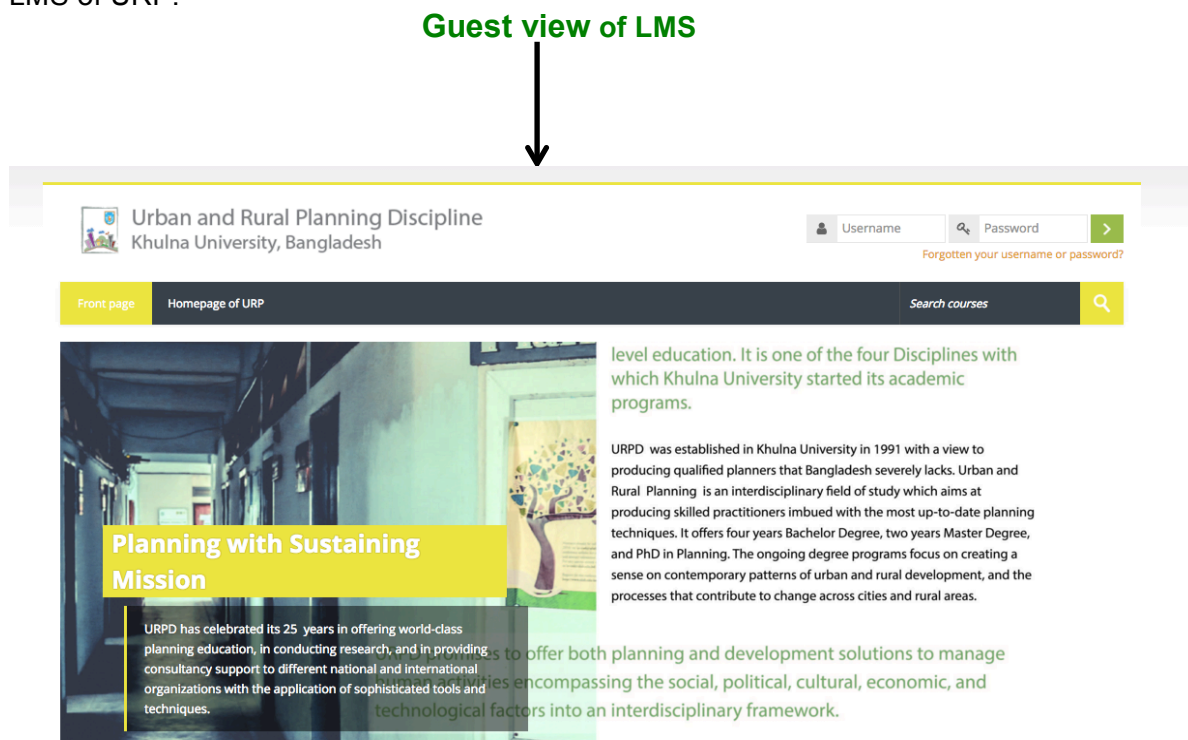 LMS of URP.
Guest view of LMS
Urban and Rural Planning Discipline
Khulna University, Bangladesh
Username
Password
Forgotten your username or password?
Front page
Homepage of URP
Search courses
level education. It is one of the four Disciplines with
which Khulna University started its academic
programs.
URPD was established in Khulna University in 1991 with a view to
producing qualified planners that Bangladesh severely lacks. Urban and
Rural Planning is an interdisciplinary field of study which aims at
producing skilled practitioners imbued with the most up-to-date planning
techniques. It offers four years Bachelor Degree, two years Master Degree,
and PhD in Planning. The ongoing degree programs focus on creating a
sense on contemporary patterns of urban and rural development, and the
processes that contribute to change across cities and rural areas.
Planning with Sustaining
Mission
URPD has celebrated its 25 years in offering world-class
planning education, in conducting research, and in providing
consultancy support to different national and international
organizations with the application of sophisticated tools and
techniques.
URPD promises to offer both planning and development solutions to manage
human activities encompassing the social, political, cultural, economic, and
technological factors into an interdisciplinary framework.